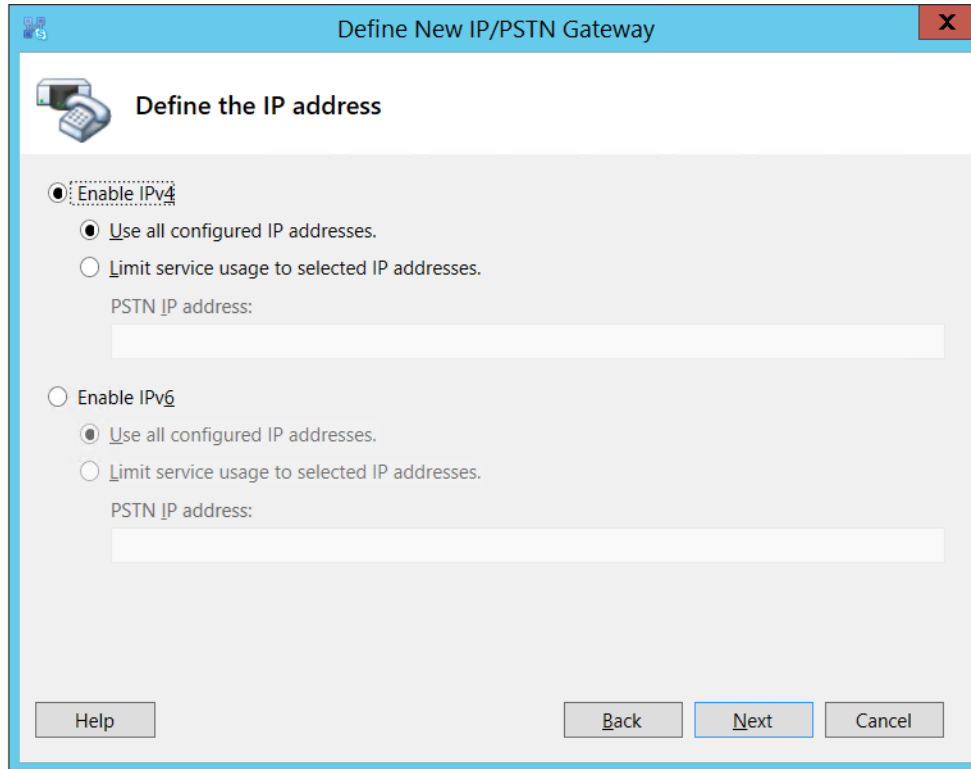 Define New IP/PSTN Gateway
X
Define the IP address
Enable IPv4
Use all configured IP addresses.
Limit service usage to selected IP addresses.
PSTN IP address:
Enable IPv6
Use all configured IP addresses.
Limit service usage to selected IP addresses.
PSTN IP address:
Help Back Next Cancel